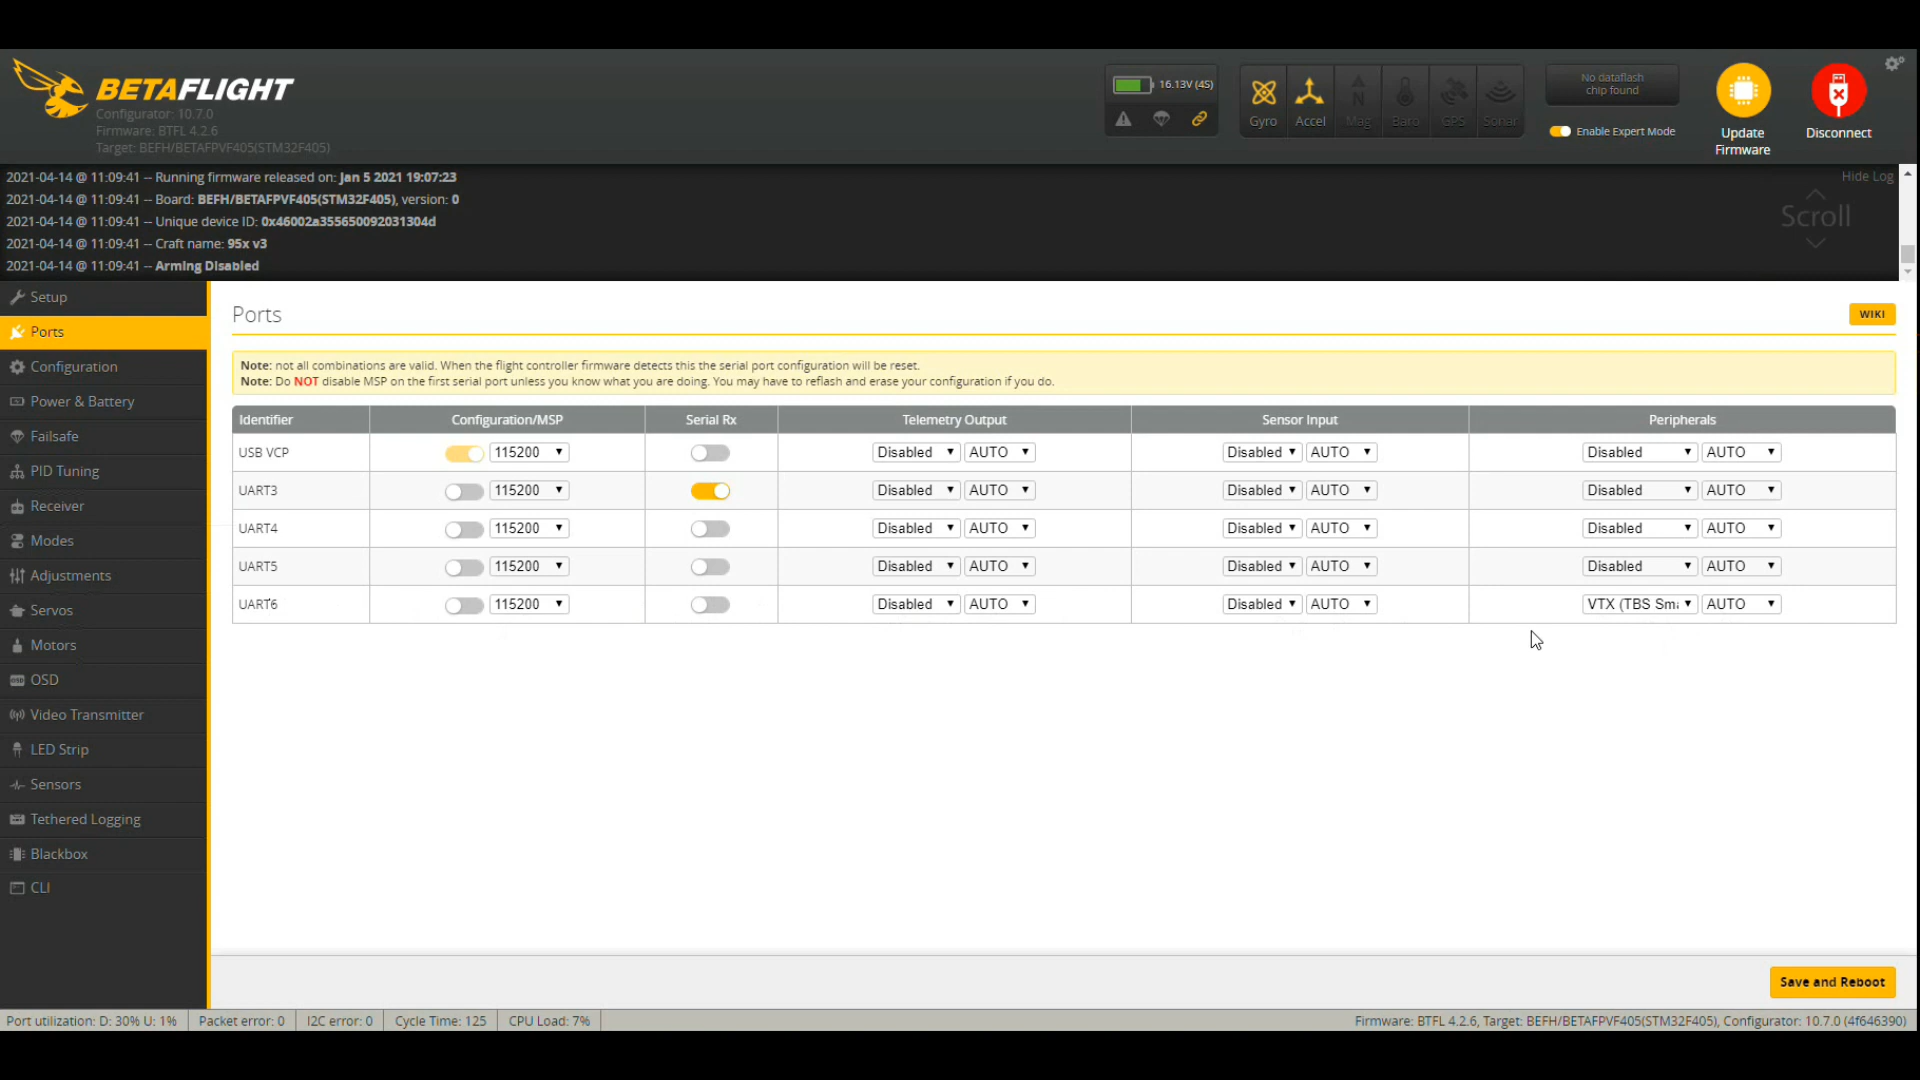 BETAFLIGHT
Configurator: 10.7.0
Firmware: BTFL 4.2.6
Target: BEFH/BETAFPVF405(STM32F405)
16.13V (4S)
Gyro
Accel
Mag
Baro
GPS
Sonar
No dataflash
chip found
Enable Expert Mode
Update
Firmware
Disconnect
2021-04-14 @ 11:09:41 -- Running firmware released on: Jan 5 2021 19:07:23
2021-04-14 @ 11:09:41 -- Board: BEFH/BETAFPVF405(STM32F405), version: 0
2021-04-14 @ 11:09:41 -- Unique device ID: 0x46002a355650092031304d
2021-04-14 @ 11:09:41 -- Craft name: 95x v3
2021-04-14 @ 11:09:41 -- Arming Disabled
Hide Log
Scroll
Setup
Ports
Configuration
Power & Battery
Failsafe
PID Tuning
Receiver
Modes
Adjustments
Servos
Motors
OSD
Video Transmitter
LED Strip
Sensors
Tethered Logging
Blackbox
CLI
Ports
WIKI
Note: not all combinations are valid. When the flight controller firmware detects this the serial port configuration will be reset.
Note: Do NOT disable MSP on the first serial port unless you know what you are doing. You may have to reflash and erase your configuration if you do.
Identifier Configuration/MSP Serial Rx Telemetry Output Sensor Input Peripherals
USB VCP 115200 Disabled AUTO Disabled AUTO Disabled AUTO
UART3 115200 Disabled AUTO Disabled AUTO Disabled AUTO
UART4 115200 Disabled AUTO Disabled AUTO Disabled AUTO
UART5 115200 Disabled AUTO Disabled AUTO Disabled AUTO
UART6 115200 Disabled AUTO Disabled AUTO VTX (TBS Sma AUTO
Save and Reboot
Port utilization: D: 30% U: 1% Packet error: 0 I2C error: 0 Cycle Time: 125 CPU Load: 7% Firmware: BTFL 4.2.6, Target: BEFH/BETAFPVF405(STM32F405), Configurator: 10.7.0 (4f646390)